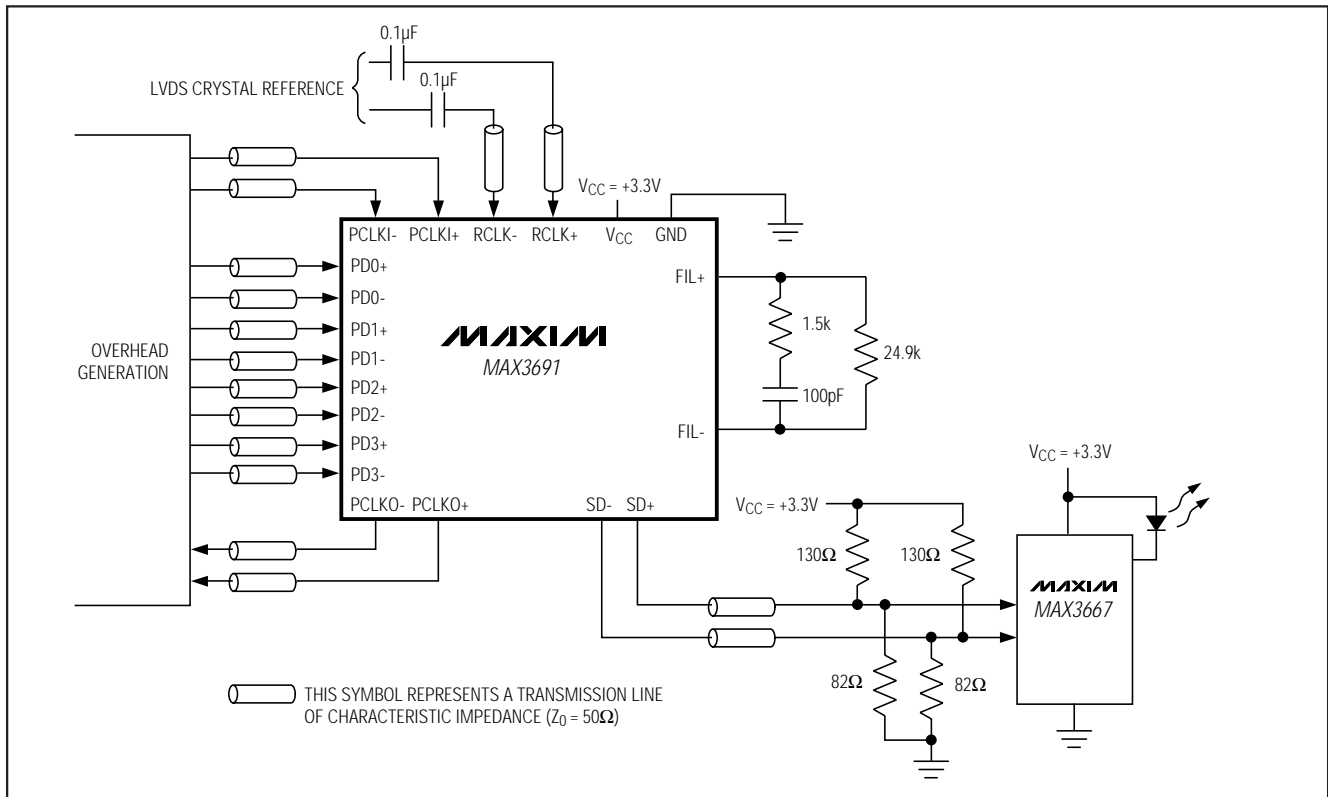 0.1µF
LVDS CRYSTAL REFERENCE
0.1µF
VCC = +3.3V
PCLKI- PCLKI+ RCLK- RCLK+ VCC GND
PD0+
PD0-
PD1+
PD1-
PD2+
PD2-
PD3+
PD3-
OVERHEAD
GENERATION
MAXIM
MAX3691
FIL+
1.5k
24.9k
100pF
FIL-
PCLKO- PCLKO+ SD- SD+
VCC = +3.3V
130Ω
130Ω
82Ω
82Ω
VCC = +3.3V
MAXIM
MAX3667
THIS SYMBOL REPRESENTS A TRANSMISSION LINE
OF CHARACTERISTIC IMPEDANCE (Z0 = 50Ω)